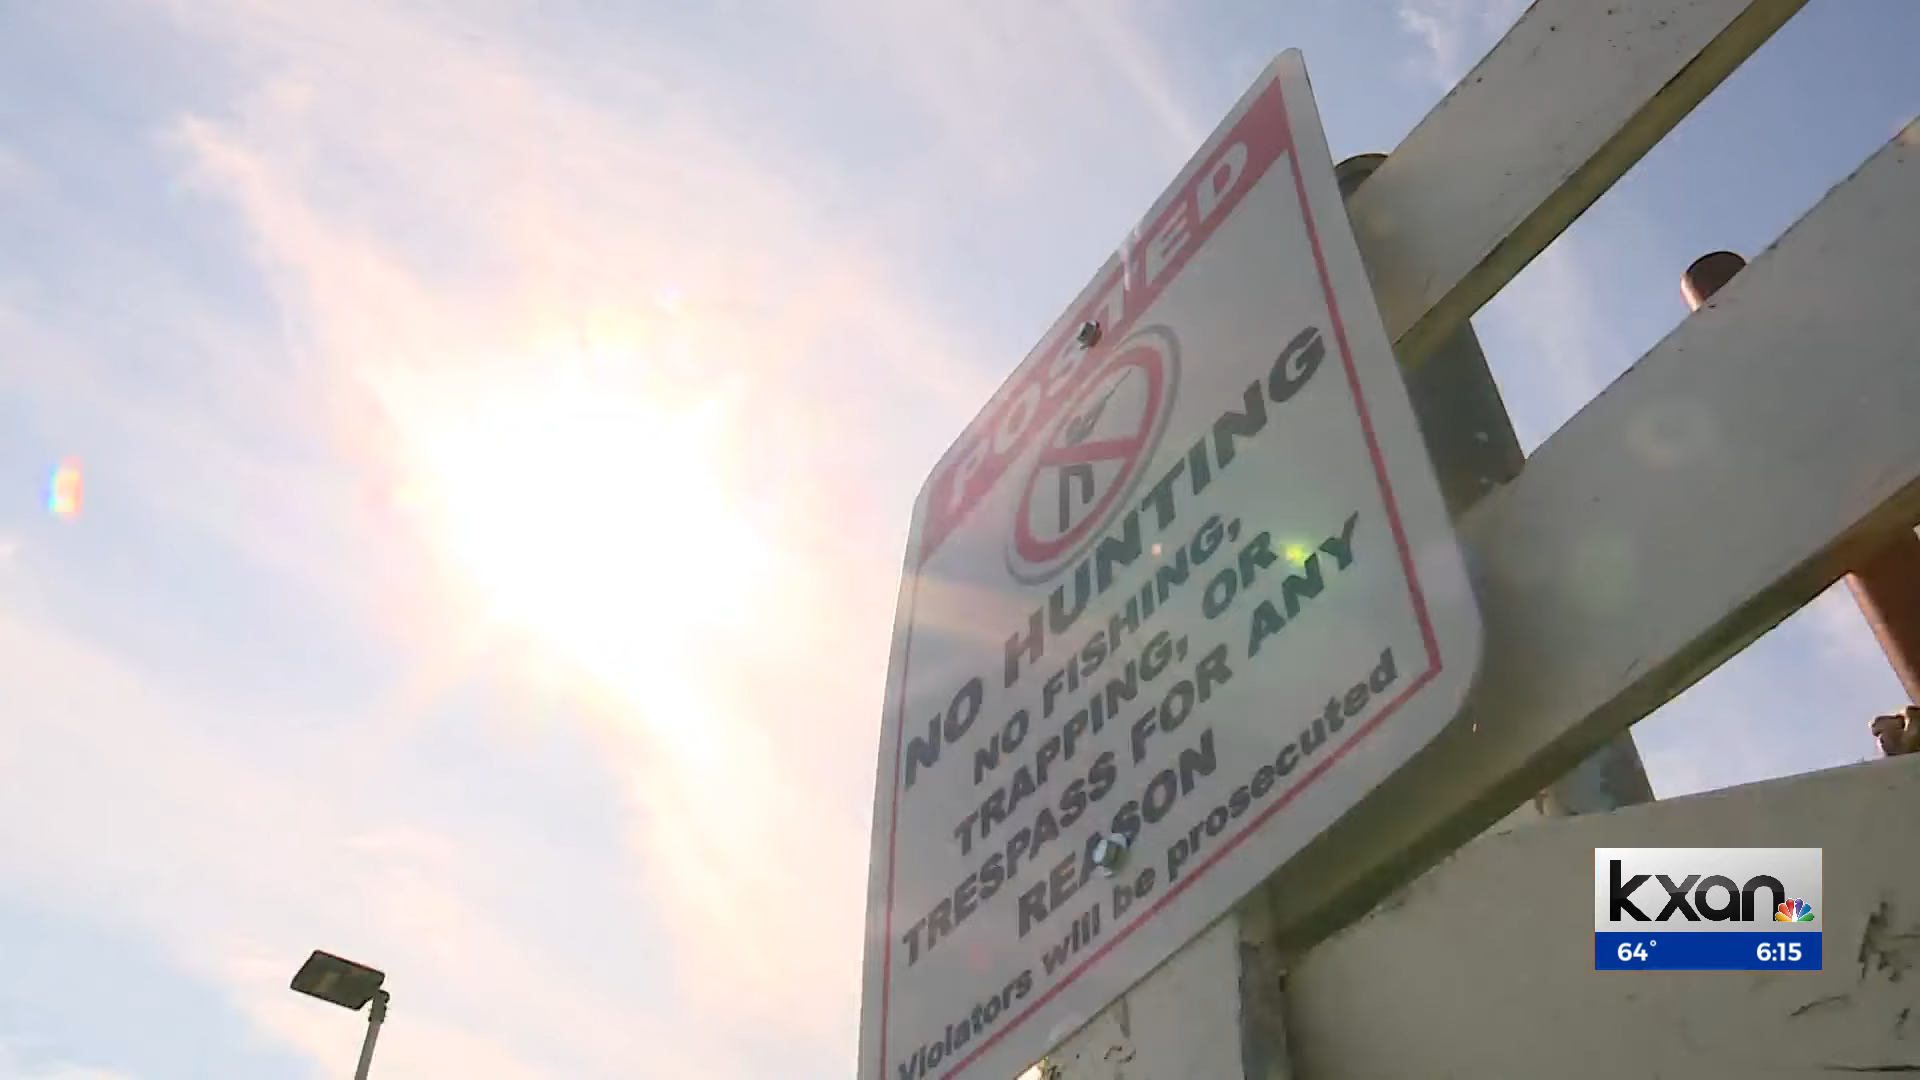 POSTED
NO HUNTING
NO FISHING,
TRAPPING, OR
TRESPASS FOR ANY
REASON
Violators will be prosecuted
kxan
64° 6:15